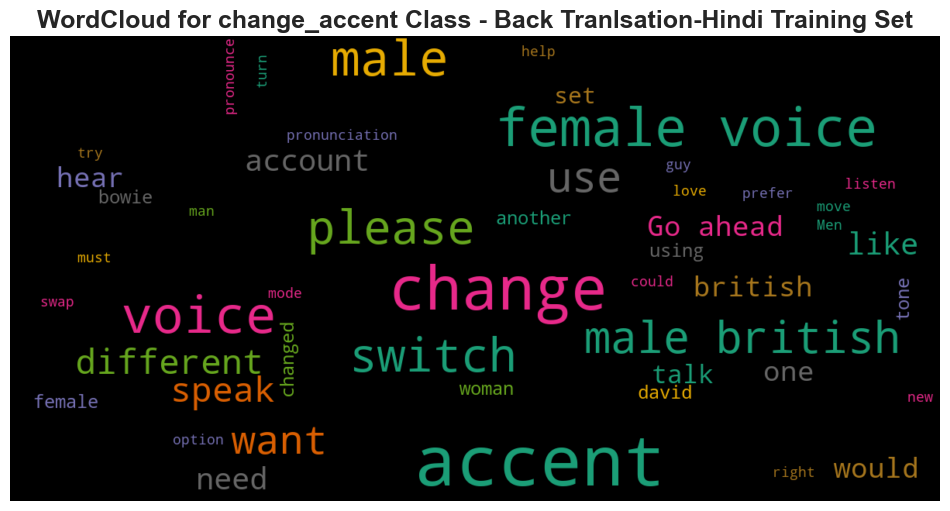 WordCloud for change_accent Class - Back Tranlsation-Hindi Training Set
pronounce
turn
male
help
set
female voice
pronunciation
account
try
hear
bowie
use
guy
love
prefer
listen
man
please
another
Go ahead
using
move
Men
like
must
change
could
british
tone
swap
mode
voice
different
changed
switch
male british
talk
one
speak
woman
david
female
new
option
want
need
accent
right
would